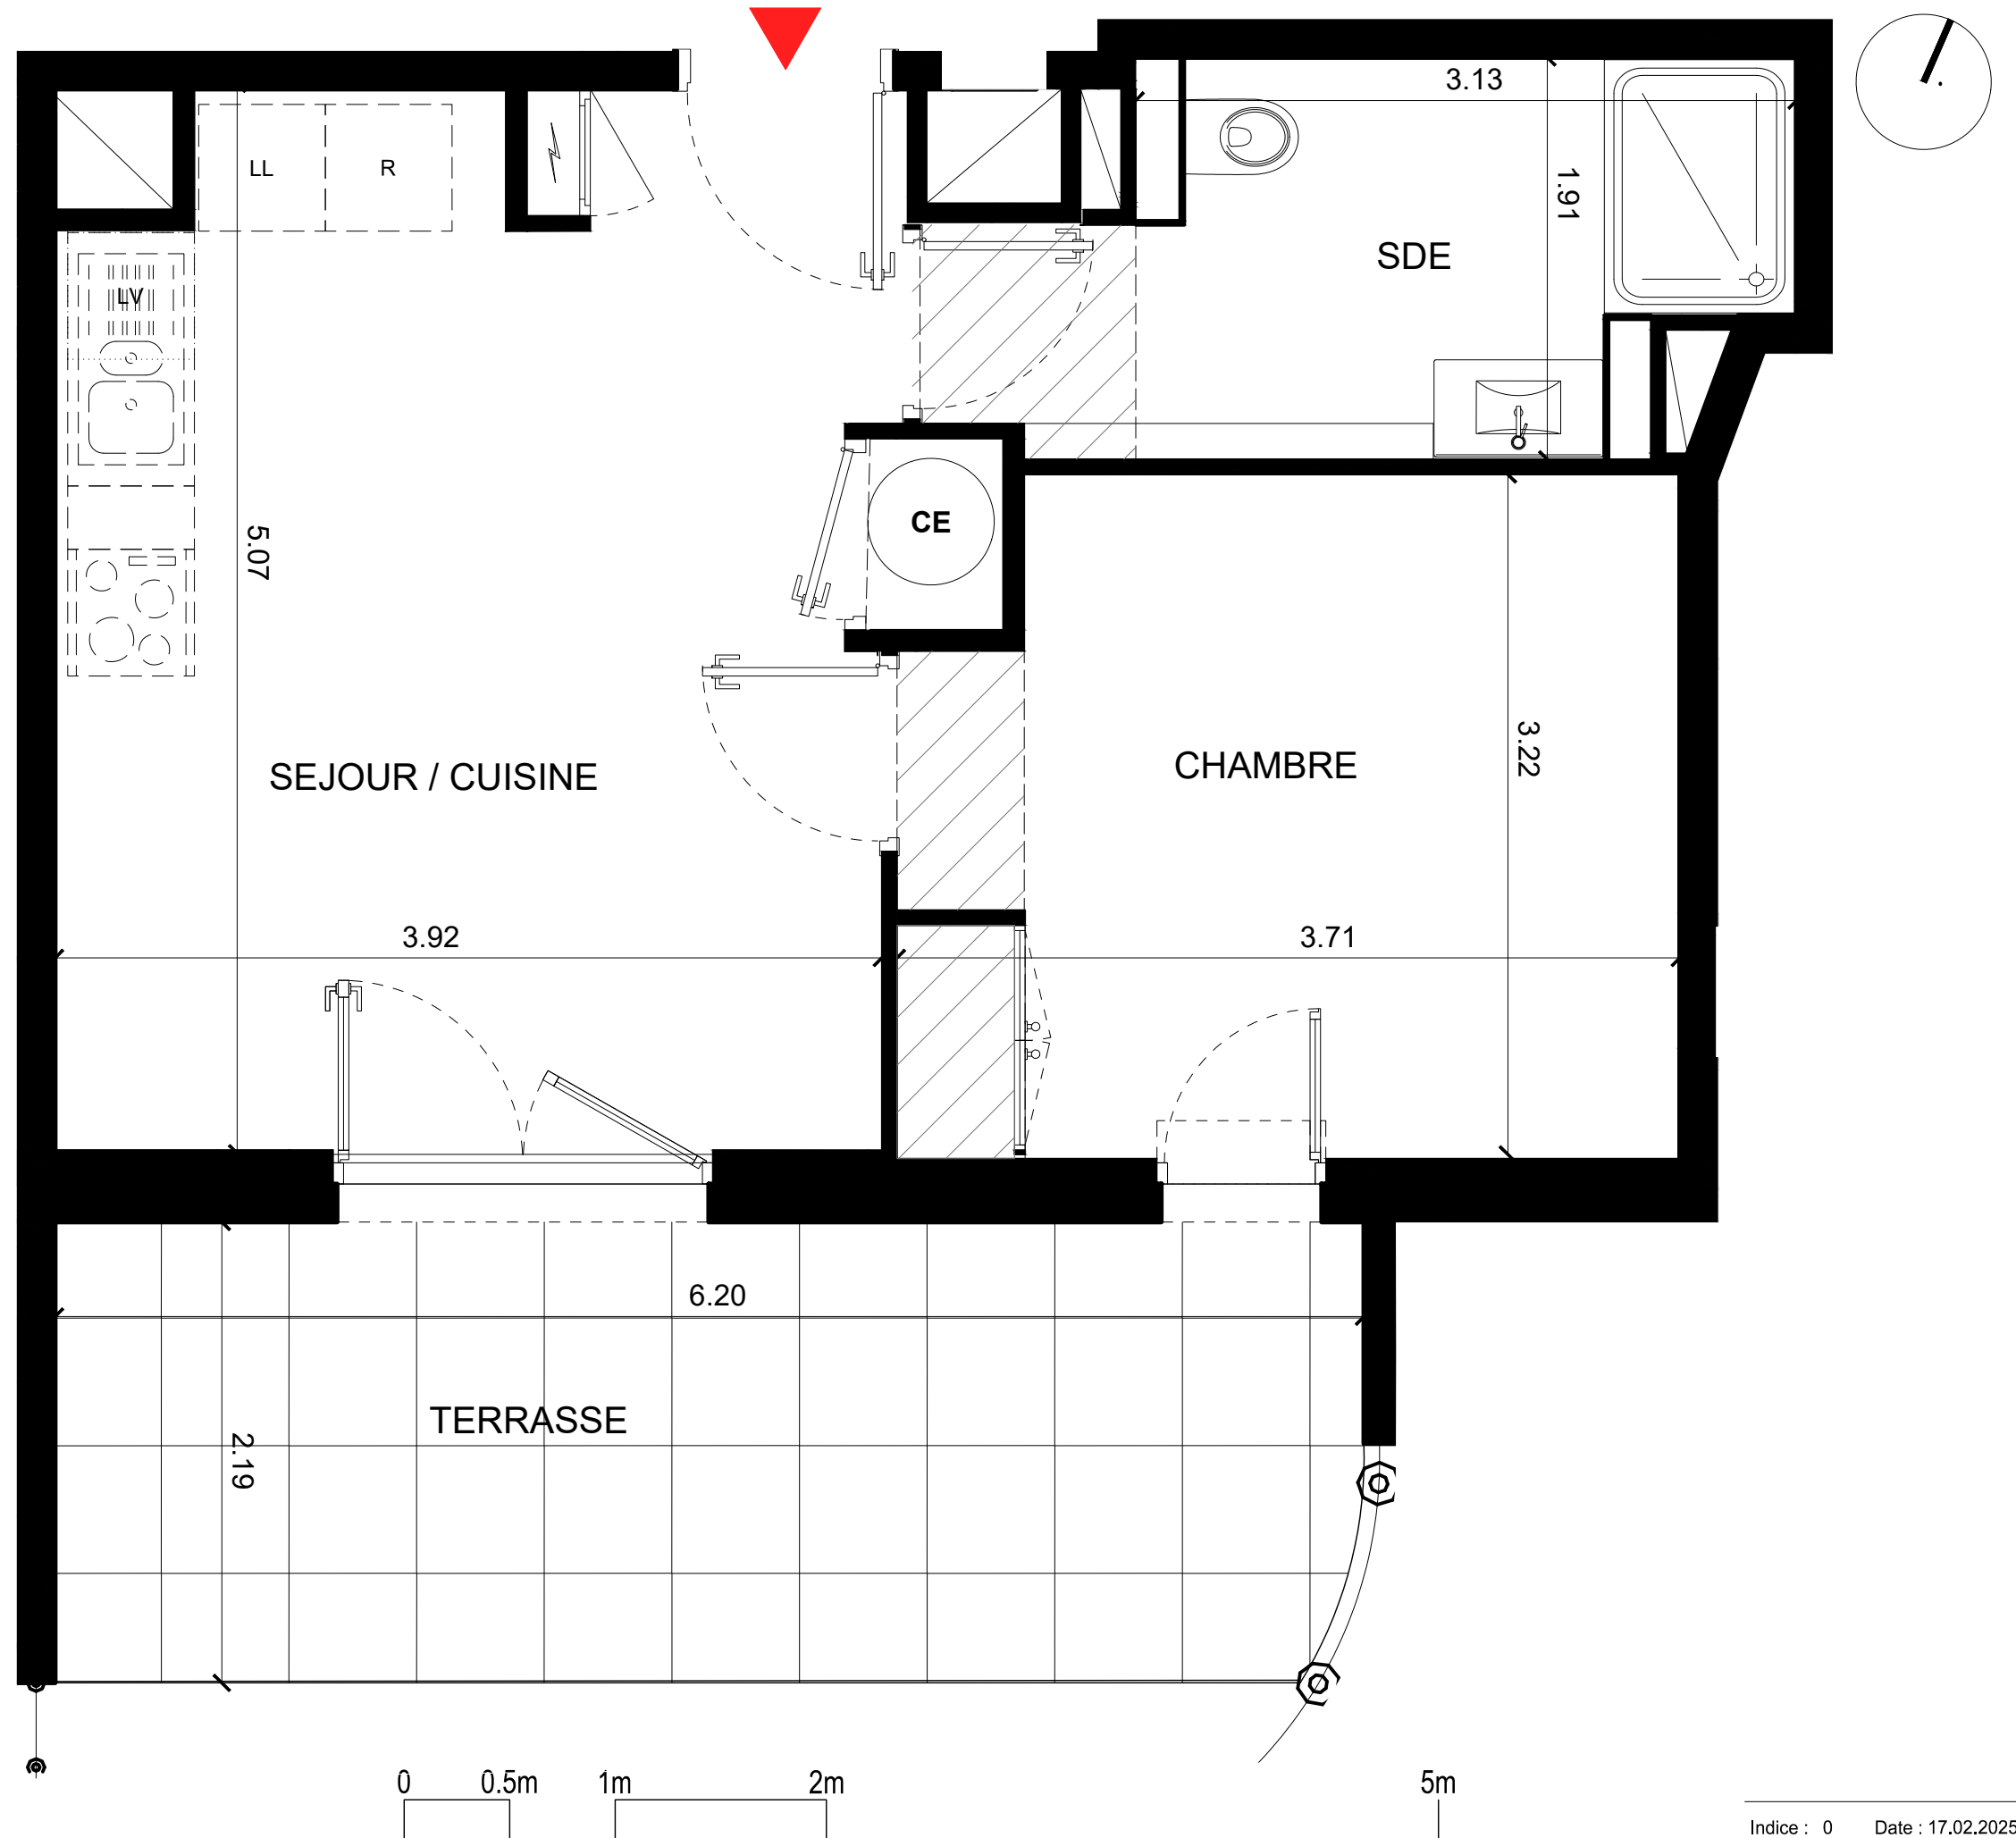 3.13
LL
R
1.91
SDE
LV
CE
5.07
3.22
SEJOUR / CUISINE
CHAMBRE
3.92
3.71
6.20
TERRASSE
2.19
0 0.5m 1m 2m 5m
Indice : 0 Date : 17.02.2025